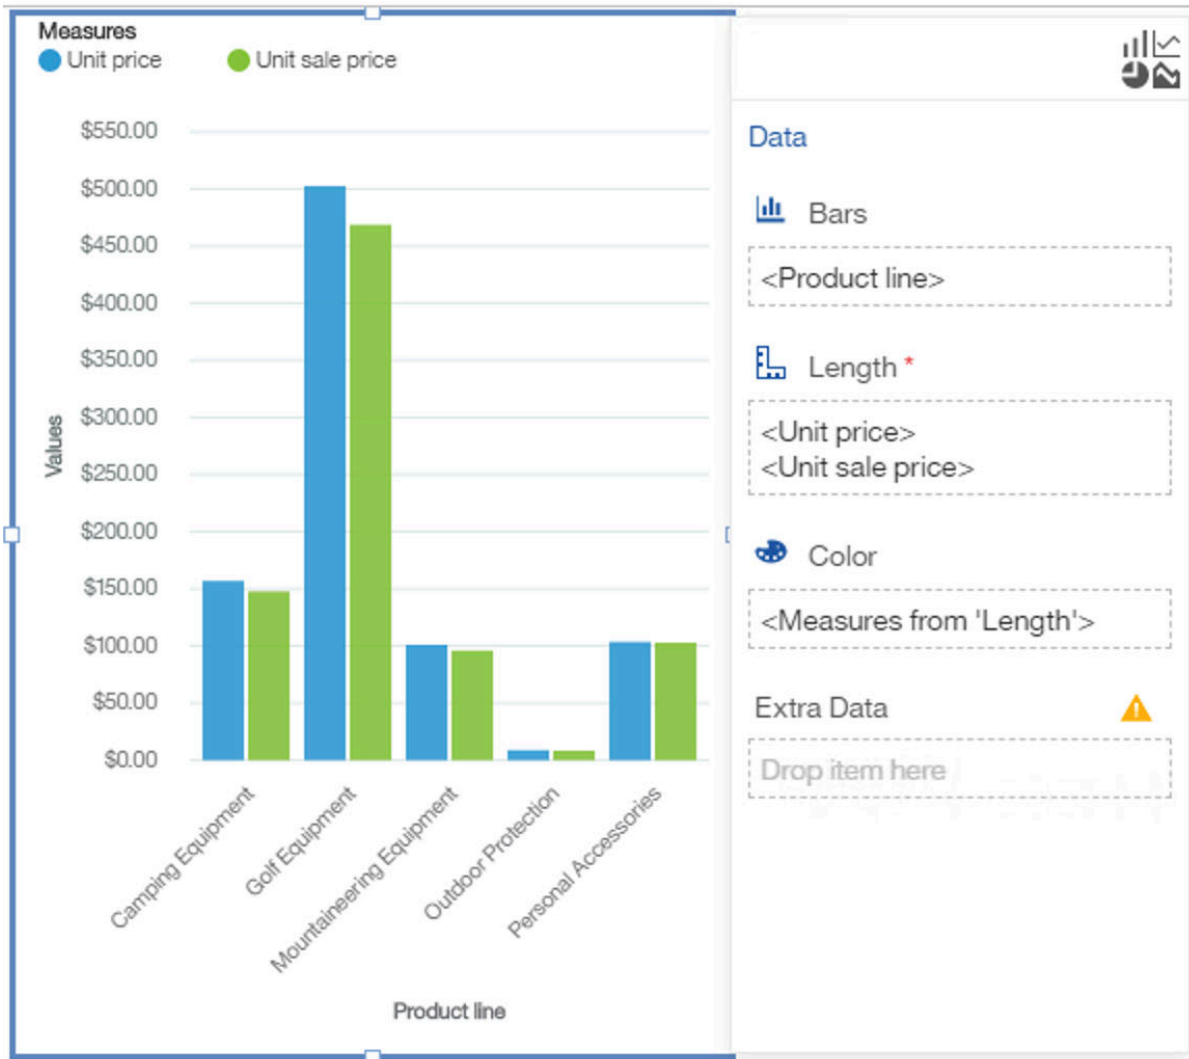 Measures
Unit price
Unit sale price
$550.00
$500.00
$450.00
$400.00
$350.00
$300.00
$250.00
$200.00
$150.00
$100.00
$50.00
$0.00
Values
Camping Equipment
Golf Equipment
Mountaineering Equipment
Outdoor Protection
Personal Accessories
Product line
Data
Bars
<Product line>
Length *
<Unit price>
<Unit sale price>
Color
<Measures from 'Length'>
Extra Data
Drop item here